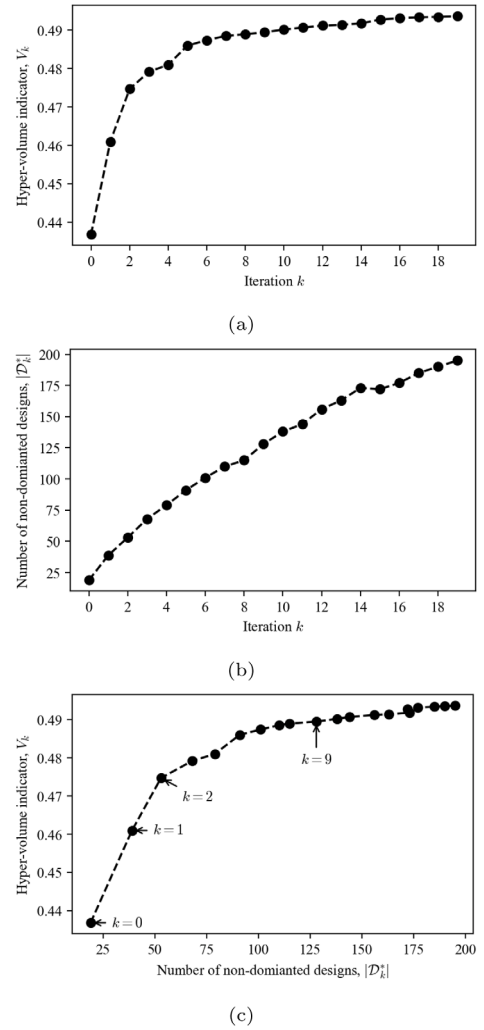 0.49
0.48
0.47
0.46
0.45
0.44
Hyper-volume indicator, V_k
0 2 4 6 8 10 12 14 16 18
Iteration k
(a)
200
175
150
125
100
75
50
25
Number of non-domianted designs, |𝒟*_k|
0 2 4 6 8 10 12 14 16 18
Iteration k
(b)
0.49
0.48
0.47
0.46
0.45
0.44
Hyper-volume indicator, V_k
k = 9
k = 2
k = 1
k = 0
25 50 75 100 125 150 175 200
Number of non-domianted designs, |𝒟*_k|
(c)